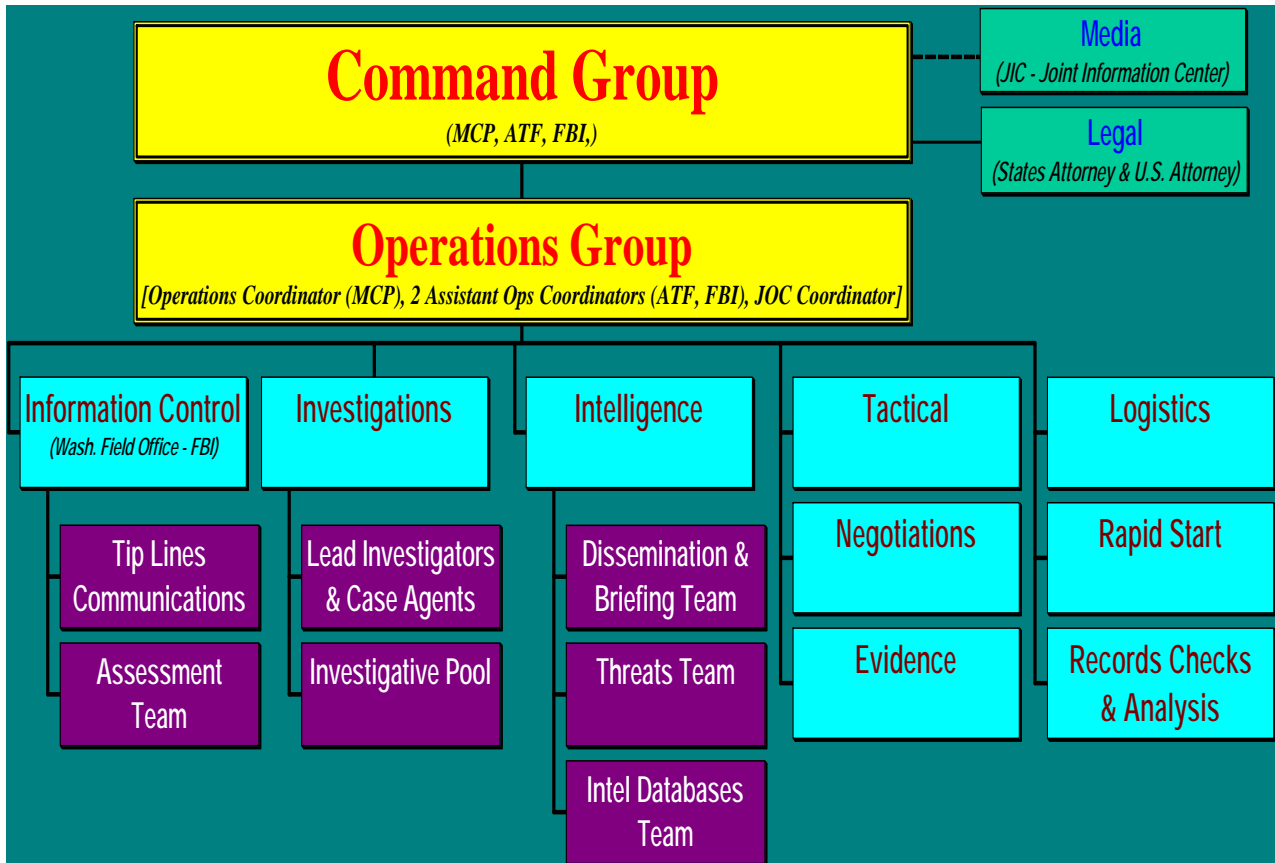 Command Group
(MCP, ATF, FBI,)
Media
(JIC - Joint Information Center)
Legal
(States Attorney & U.S. Attorney)
Operations Group
[Operations Coordinator (MCP), 2 Assistant Ops Coordinators (ATF, FBI), JOC Coordinator]
Information Control
(Wash. Field Office - FBI)
Tip Lines
Communications
Assessment
Team
Investigations
Lead Investigators
& Case Agents
Investigative Pool
Intelligence
Dissemination &
Briefing Team
Threats Team
Intel Databases
Team
Tactical
Negotiations
Evidence
Logistics
Rapid Start
Records Checks
& Analysis